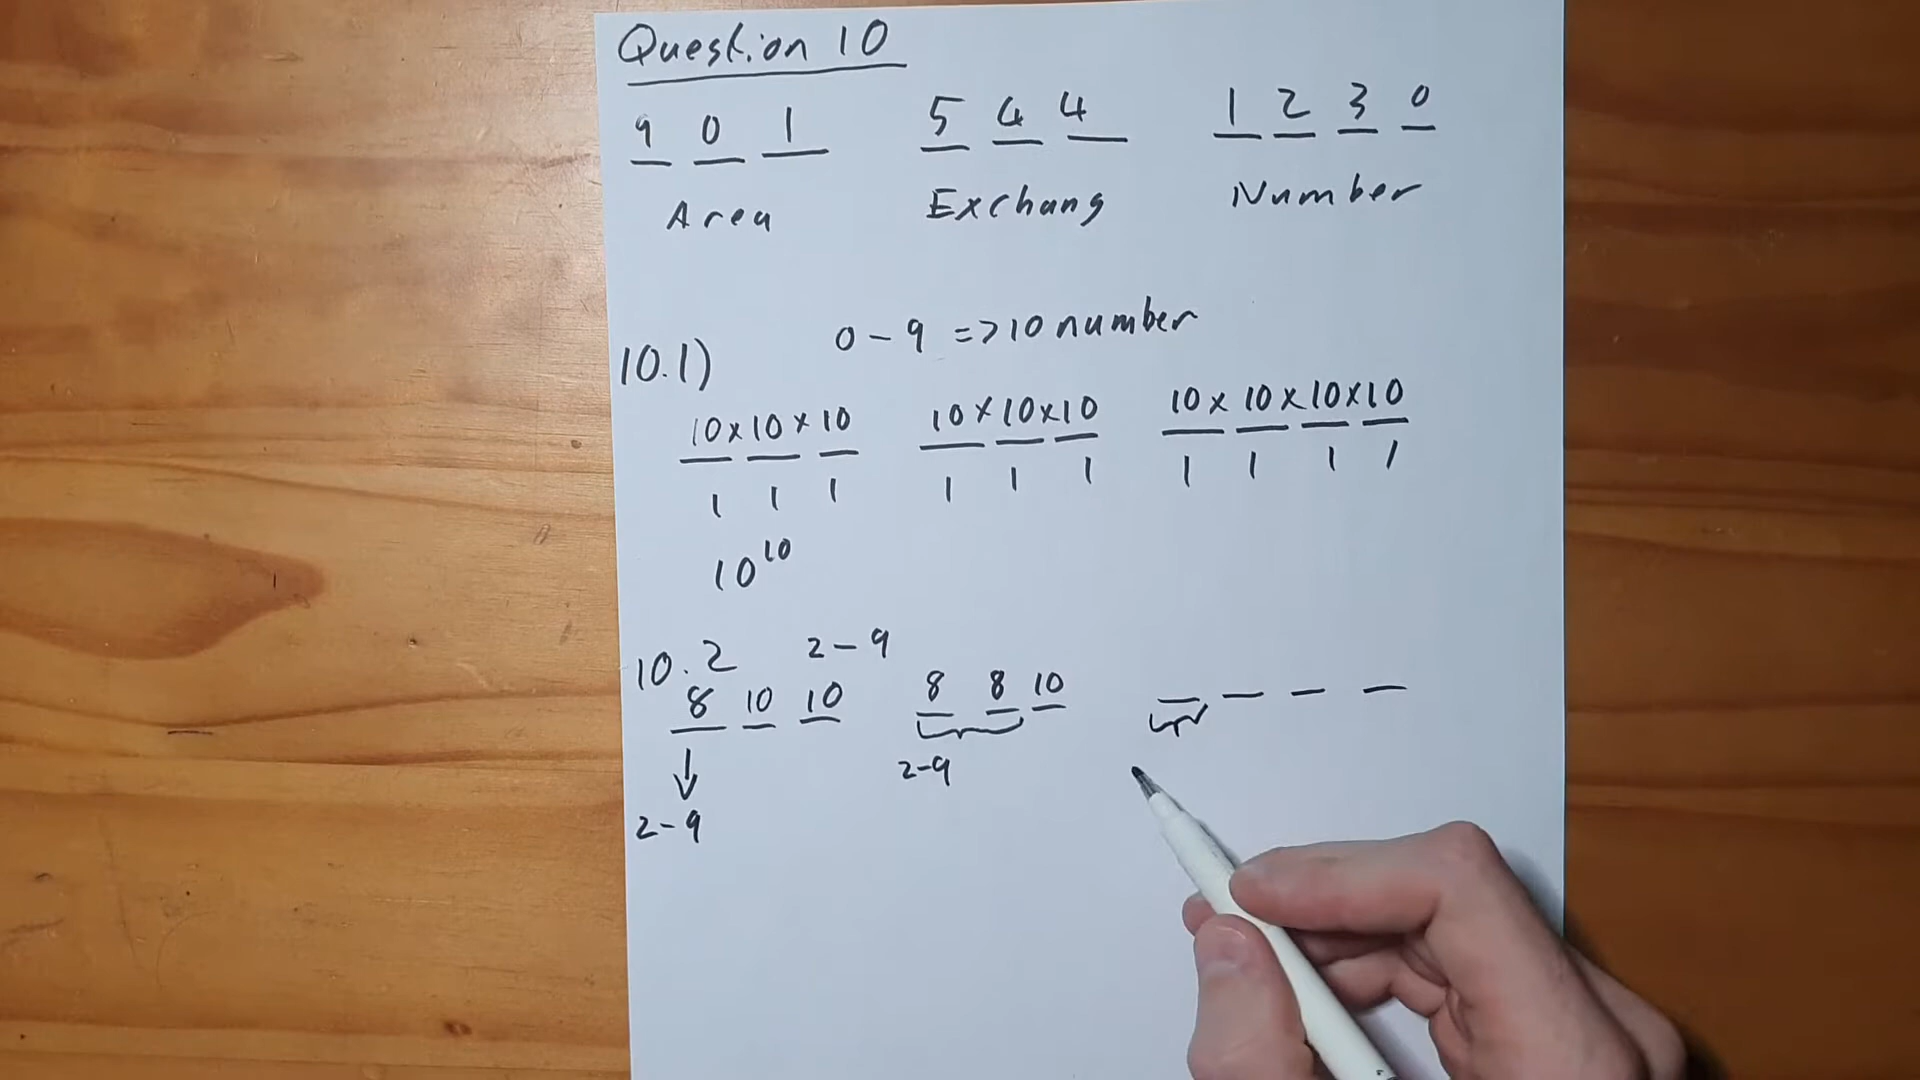 Question 10
9 0 1 5 4 4 1 2 3 0
Area Exchang Number
10.1) 0 - 9 => 10 number
10 x 10 x 10 10 x 10 x 10 10 x 10 x 10 x 10
1 1 1 1 1 1 1 1 1 1
10^10
10.2 2 - 9
8 10 10 8 8 10
2-9
2-9